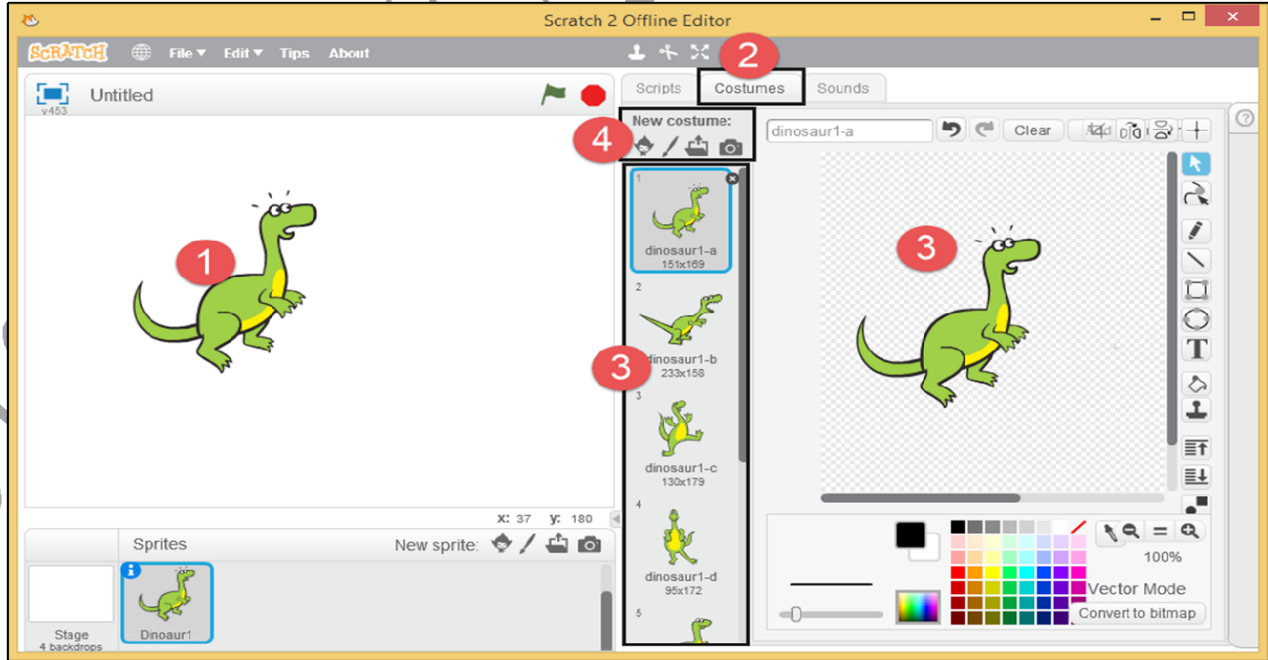 Scratch 2 Offline Editor
SCRATCH File Edit Tips About
2
Scripts Costumes Sounds
v453
Untitled
4
New costume:
dinosaur1-a
Clear
1
dinosaur1-a
151x169
1
3
2
dinosaur1-b
233x158
3
3
dinosaur1-c
130x179
4
dinosaur1-d
95x172
5
T
x: 37 y: 180
Sprites
New sprite:
Stage
4 backdrops
Dinoaur1
100%
Vector Mode
Convert to bitmap